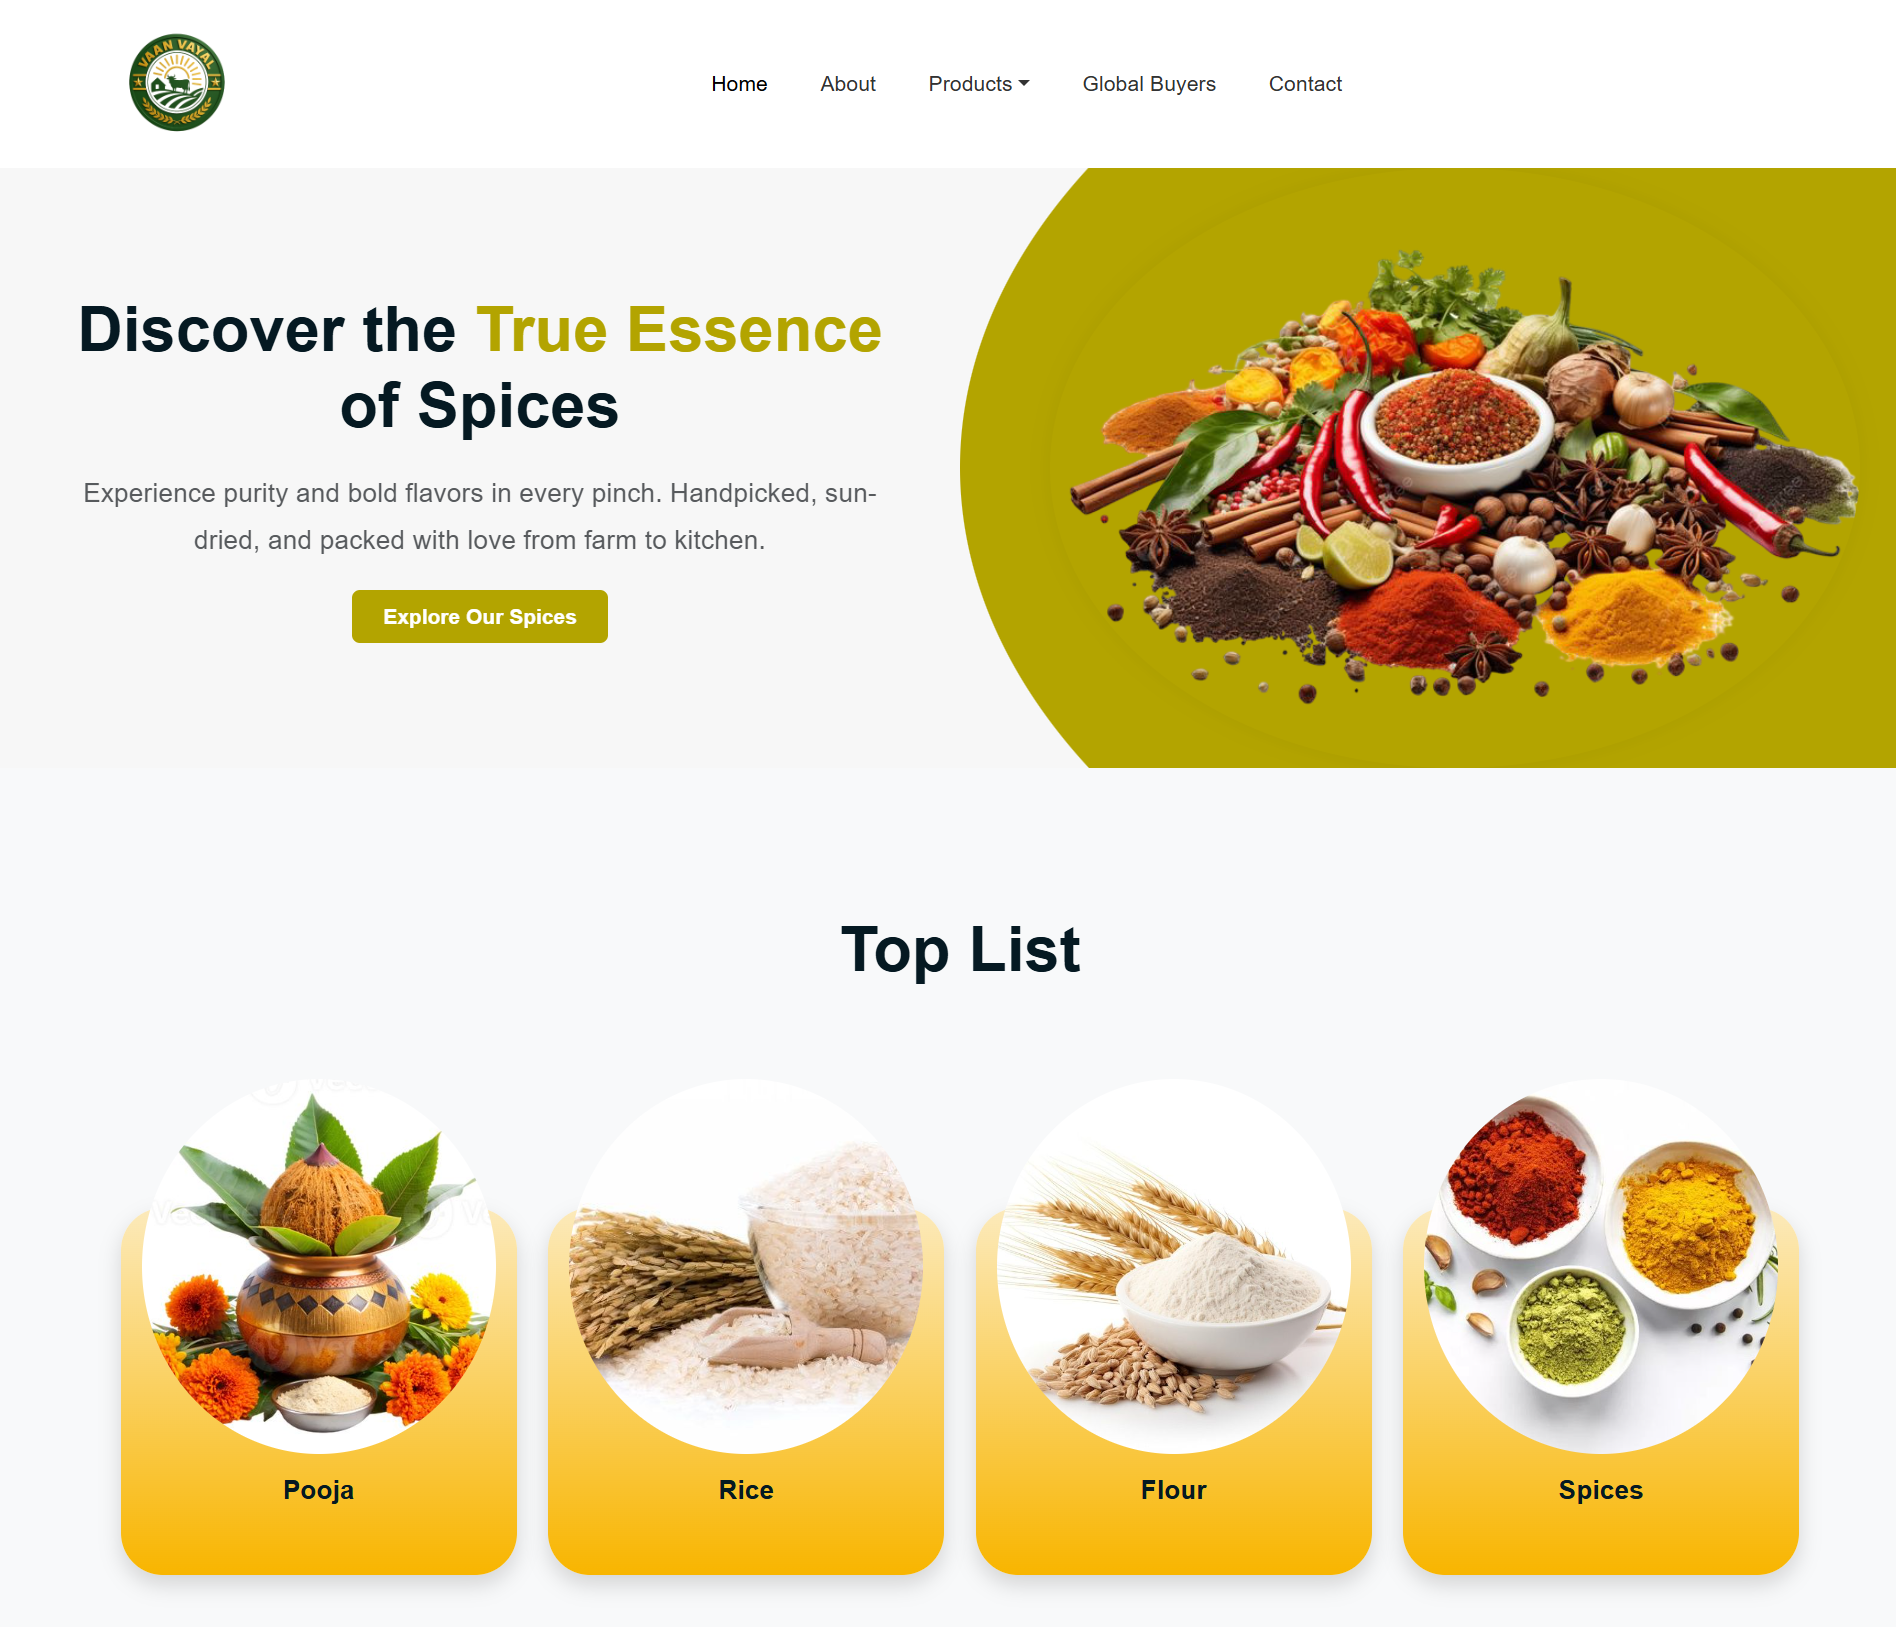 VAAN VAYAL
Home
About
Products
Global Buyers
Contact
Discover the True Essence
of Spices
Experience purity and bold flavors in every pinch. Handpicked, sun-
dried, and packed with love from farm to kitchen.
Explore Our Spices
Top List
Pooja
Rice
Flour
Spices